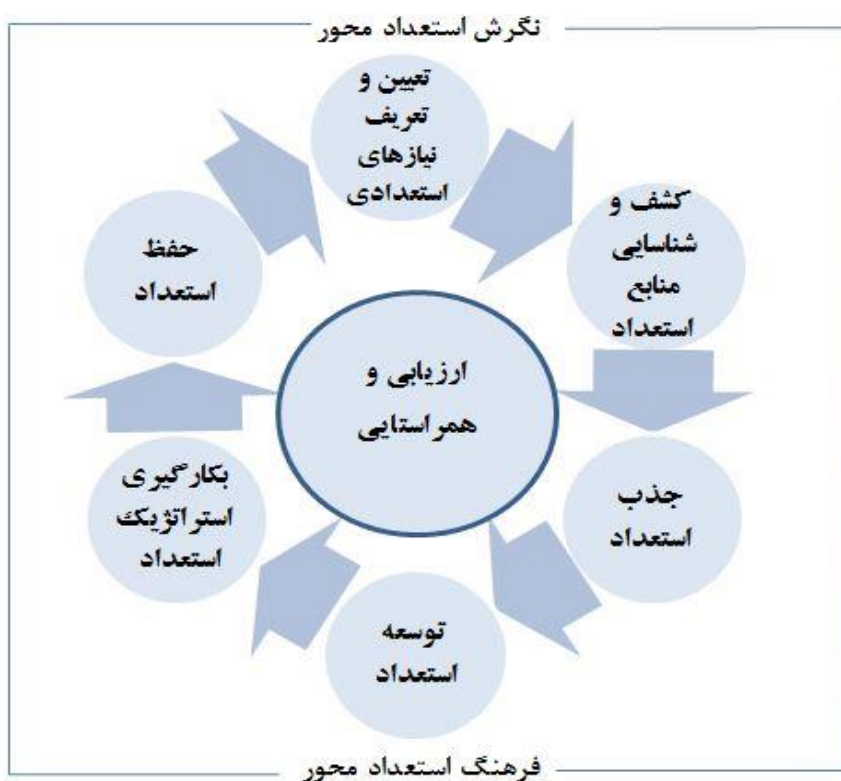 نگرش استعداد محور
تعیین و
تعریف
نیازهای
استعدادی
کشف و
شناسایی
منابع
استعداد
جذب
استعداد
توسعه
استعداد
بکارگیری
استراتژیک
استعداد
حفظ
استعداد
ارزیابی و
همراستایی
فرهنگ استعداد محور